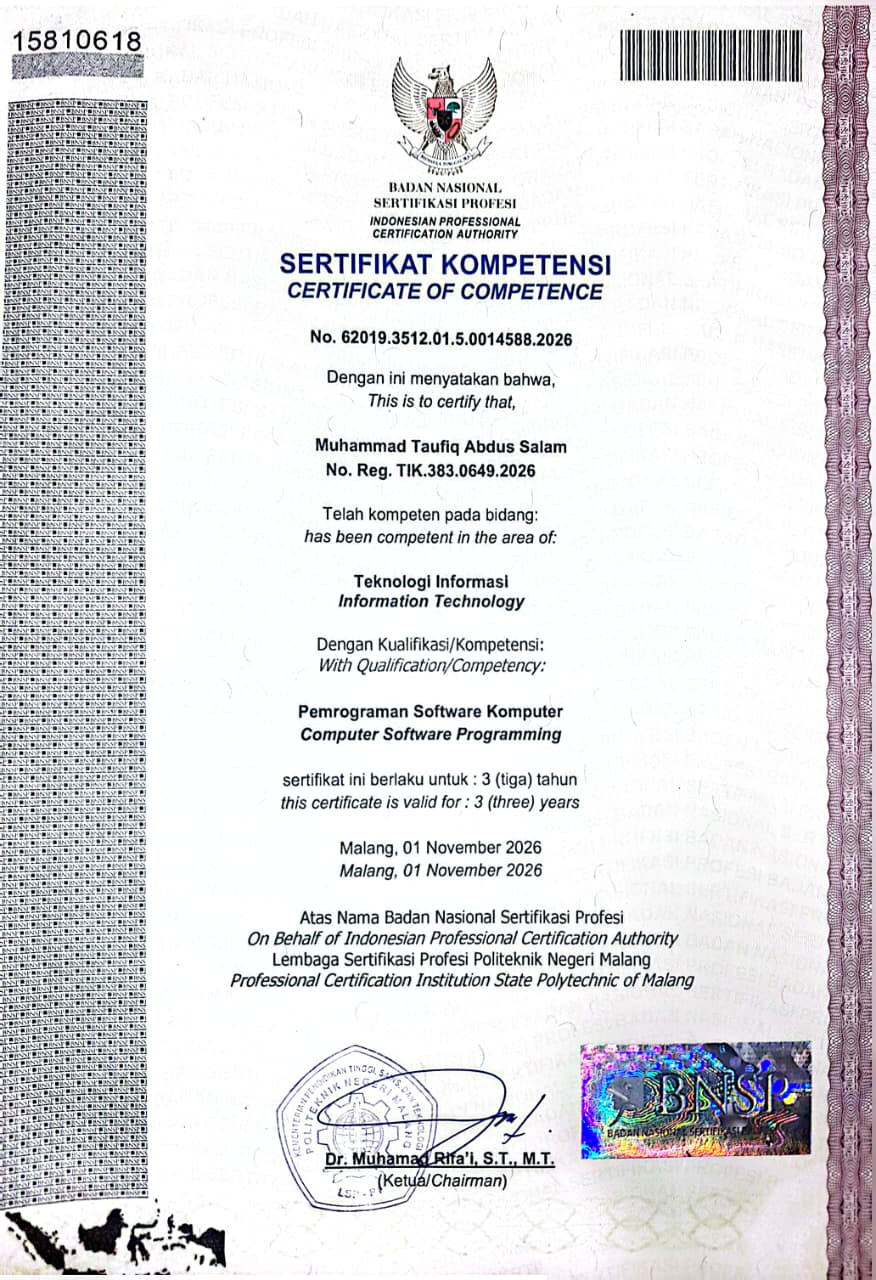 15810618
BADAN NASIONAL
SERTIFIKASI PROFESI
INDONESIAN PROFESSIONAL
CERTIFICATION AUTHORITY
SERTIFIKAT KOMPETENSI
CERTIFICATE OF COMPETENCE
No. 62019.3512.01.5.0014588.2026
Dengan ini menyatakan bahwa,
This is to certify that,
Muhammad Taufiq Abdus Salam
No. Reg. TIK.383.0649.2026
Telah kompeten pada bidang:
has been competent in the area of:
Teknologi Informasi
Information Technology
Dengan Kualifikasi/Kompetensi:
With Qualification/Competency:
Pemrograman Software Komputer
Computer Software Programming
sertifikat ini berlaku untuk : 3 (tiga) tahun
this certificate is valid for : 3 (three) years
Malang, 01 November 2026
Malang, 01 November 2026
Atas Nama Badan Nasional Sertifikasi Profesi
On Behalf of Indonesian Professional Certification Authority
Lembaga Sertifikasi Profesi Politeknik Negeri Malang
Professional Certification Institution State Polytechnic of Malang
POLITEKNIK NEGERI MALANG
BNSP
BADAN NASIONAL SERTIFIKASI
Dr. Muhamad Rifa'i, S.T., M.T.
(Ketua/Chairman)